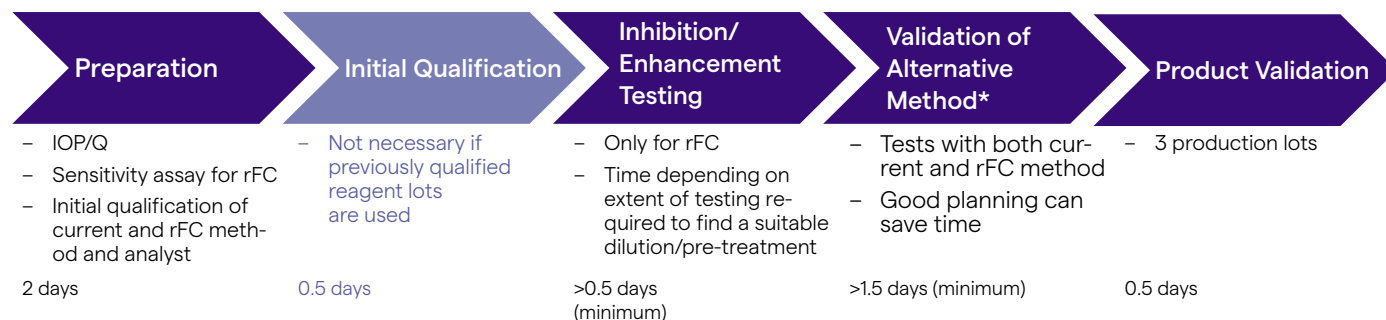 Preparation
Initial Qualification
Inhibition/
Enhancement
Testing
Validation of
Alternative
Method*
Product Validation
– IOP/Q
– Sensitivity assay for rFC
– Initial qualification of
current and rFC meth-
od and analyst
2 days
– Not necessary if
previously qualified
reagent lots
are used
0.5 days
– Only for rFC
– Time depending on
extent of testing re-
quired to find a suitable
dilution/pre-treatment
>0.5 days
(minimum)
– Tests with both cur-
rent and rFC method
– Good planning can
save time
>1.5 days (minimum)
– 3 production lots
0.5 days